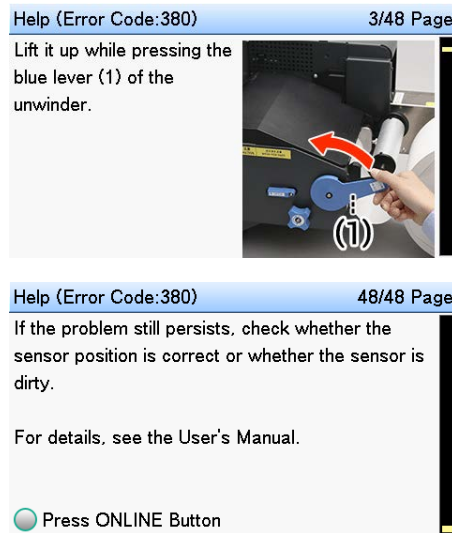 Help (Error Code:380) 3/48 Page
Lift it up while pressing the
blue lever (1) of the
unwinder.
(1)
Help (Error Code:380) 48/48 Page
If the problem still persists, check whether the
sensor position is correct or whether the sensor is
dirty.
For details, see the User's Manual.
Press ONLINE Button